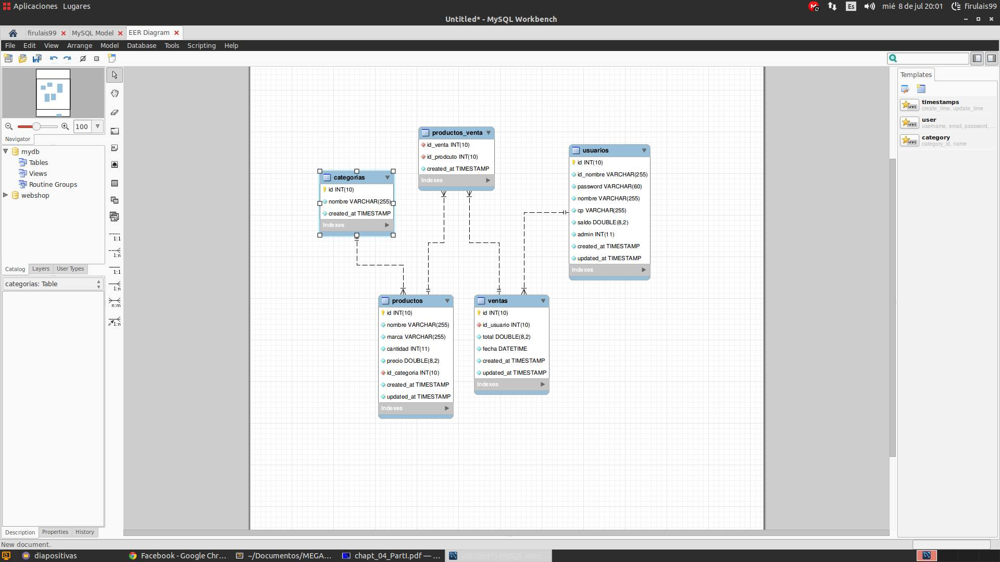 Aplicaciones Lugares
Es mié 8 de jul 20:01 firulais99
Untitled* - MySQL Workbench
firulais99 MySQL Model EER Diagram
File Edit View Arrange Model Database Tools Scripting Help
100
Navigator
mydb
Tables
Views
Routine Groups
webshop
Catalog Layers User Types
categorias: Table
Description Properties History
1:1
1:n
1:1
1:n
n:m
1:n
productos_venta
id_venta INT(10)
id_prodcuto INT(10)
created_at TIMESTAMP
Indexes
categorias
id INT(10)
nombre VARCHAR(255)
created_at TIMESTAMP
Indexes
usuarios
id INT(10)
id_nombre VARCHAR(255)
password VARCHAR(60)
nombre VARCHAR(255)
cp VARCHAR(255)
saldo DOUBLE(8,2)
admin INT(11)
created_at TIMESTAMP
updated_at TIMESTAMP
Indexes
productos
id INT(10)
nombre VARCHAR(255)
marca VARCHAR(255)
cantidad INT(11)
precio DOUBLE(8,2)
id_categoria INT(10)
created_at TIMESTAMP
updated_at TIMESTAMP
Indexes
ventas
id INT(10)
id_usuario INT(10)
total DOUBLE(8,2)
fecha DATETIME
created_at TIMESTAMP
updated_at TIMESTAMP
Indexes
Templates
MWB timestamps
create_time, update_time
MWB user
username, email, password, ...
MWB category
category_id, name
New document.
diapositivas Facebook - Google Chr... ~/Documentos/MEGA... chapt_04_PartI.pdf — ... Untitled* - MySQL Wor...